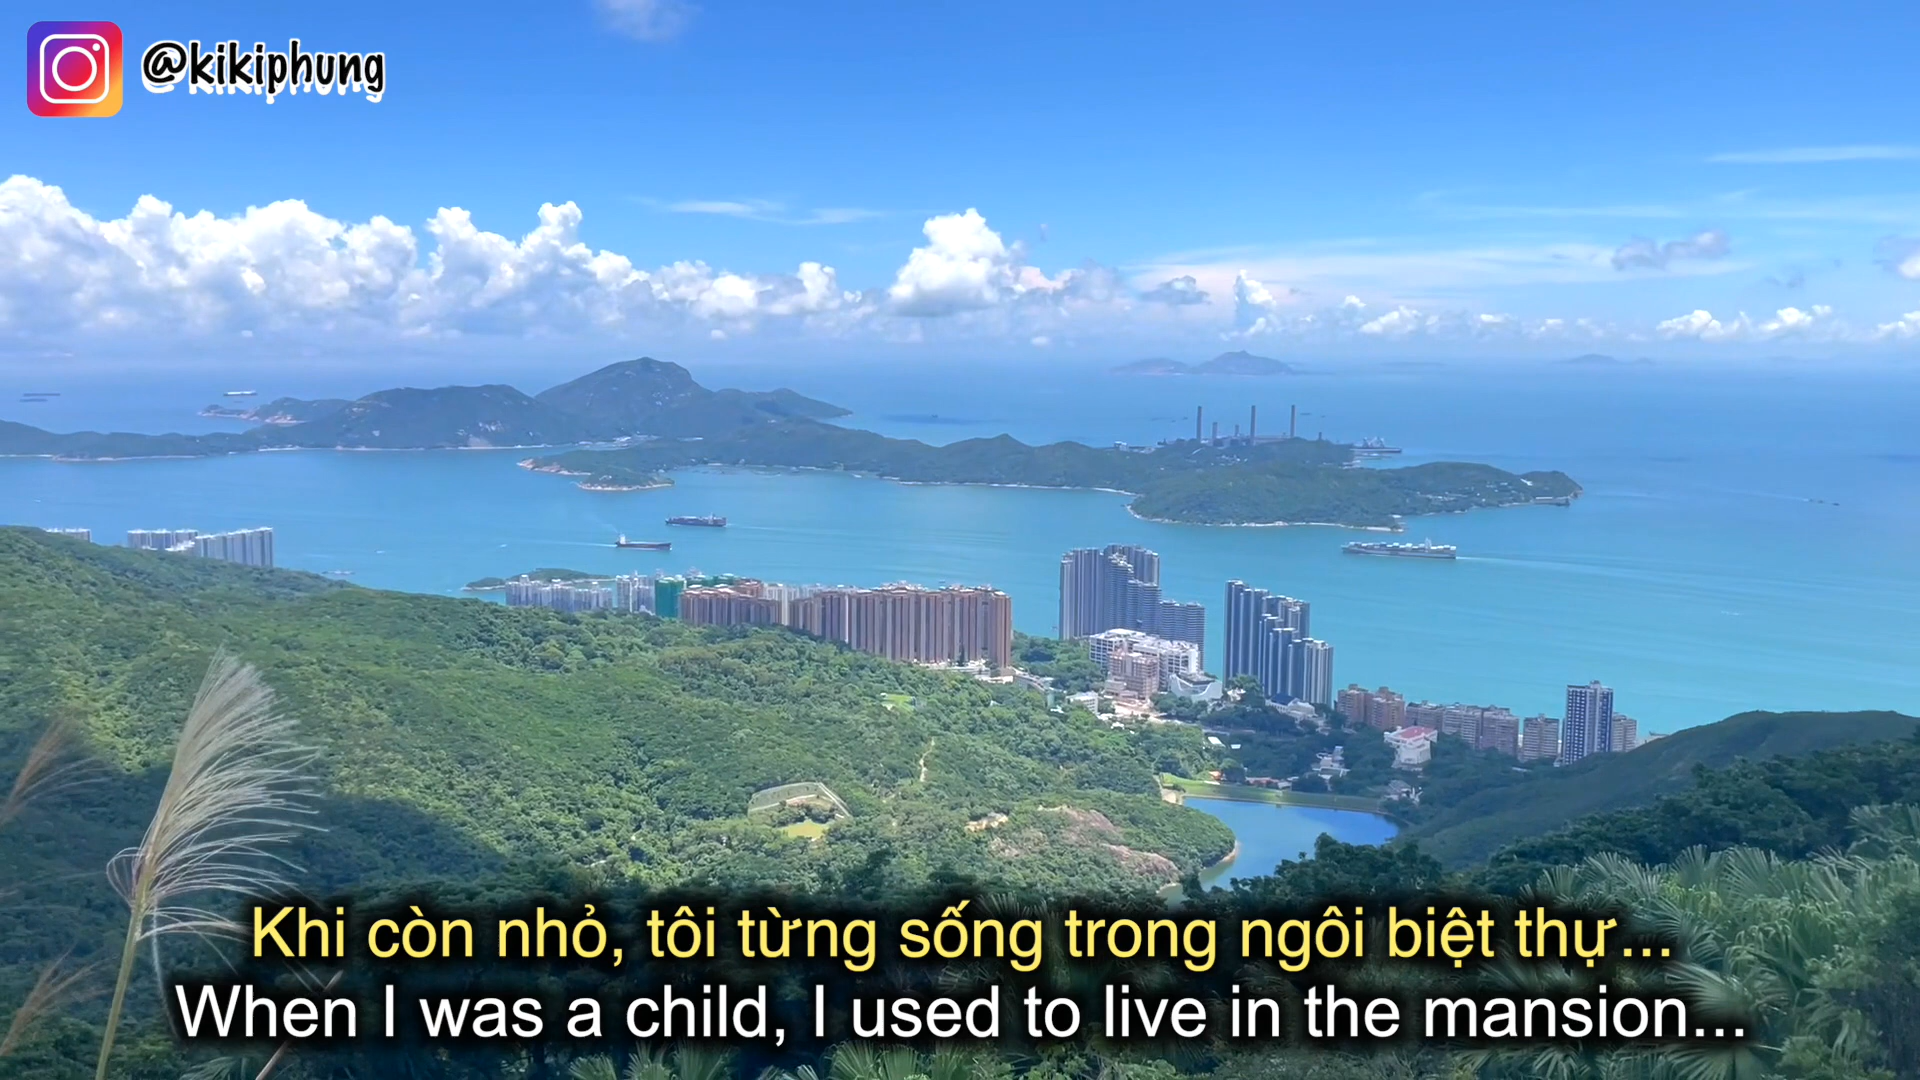 @kikiphung
Khi còn nhỏ, tôi từng sống trong ngôi biệt thự...
When I was a child, I used to live in the mansion...